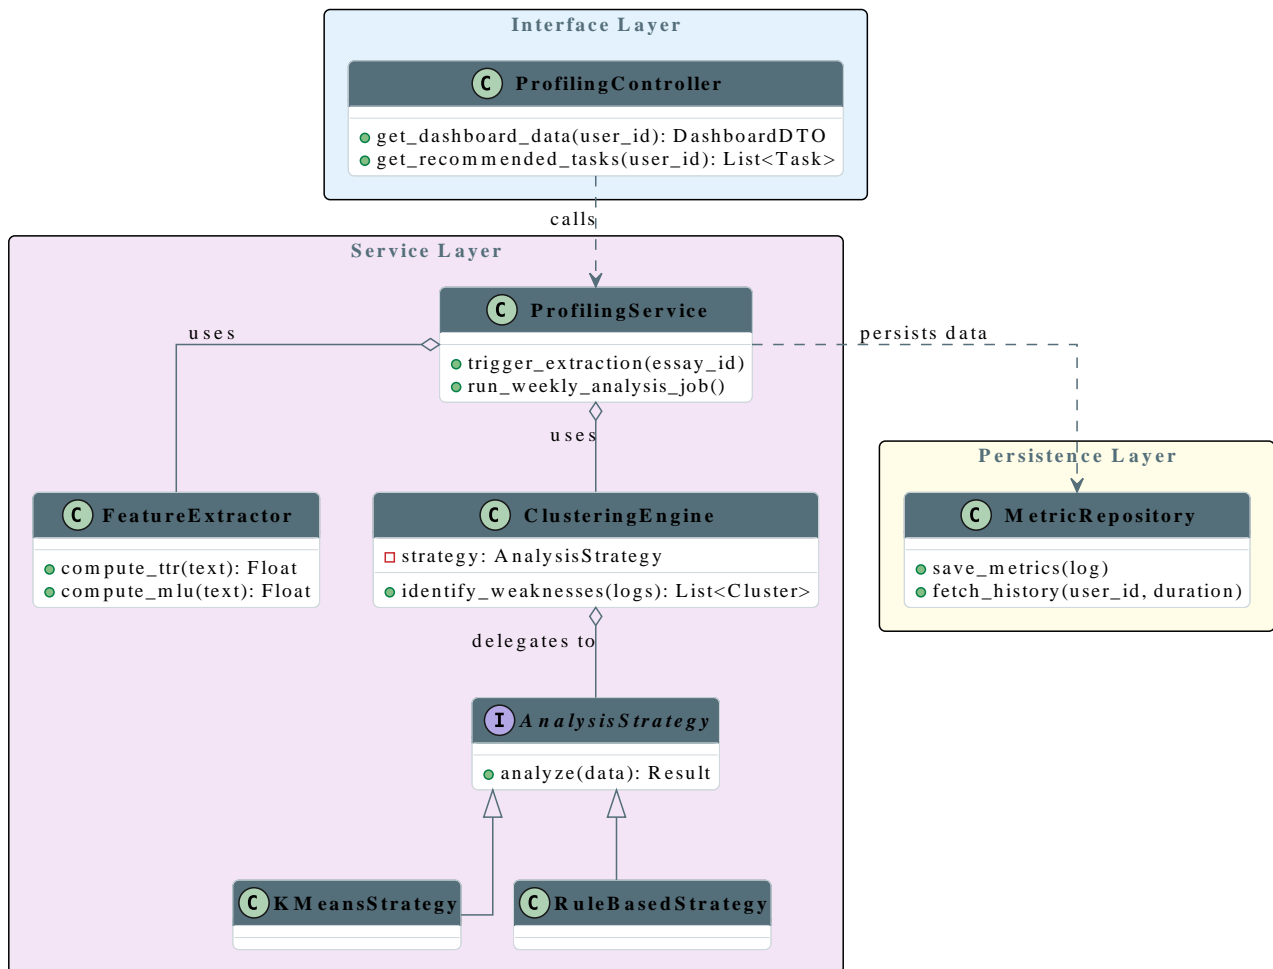 Interface Layer
C ProfilingController
get_dashboard_data(user_id): DashboardDTO
get_recommended_tasks(user_id): List<Task>
calls
Service Layer
C ProfilingService
trigger_extraction(essay_id)
run_weekly_analysis_job()
uses
persists data
uses
Persistence Layer
C FeatureExtractor
compute_ttr(text): Float
compute_mlu(text): Float
C ClusteringEngine
strategy: AnalysisStrategy
identify_weaknesses(logs): List<Cluster>
C MetricRepository
save_metrics(log)
fetch_history(user_id, duration)
delegates to
I AnalysisStrategy
analyze(data): Result
C KMeansStrategy
C RuleBasedStrategy